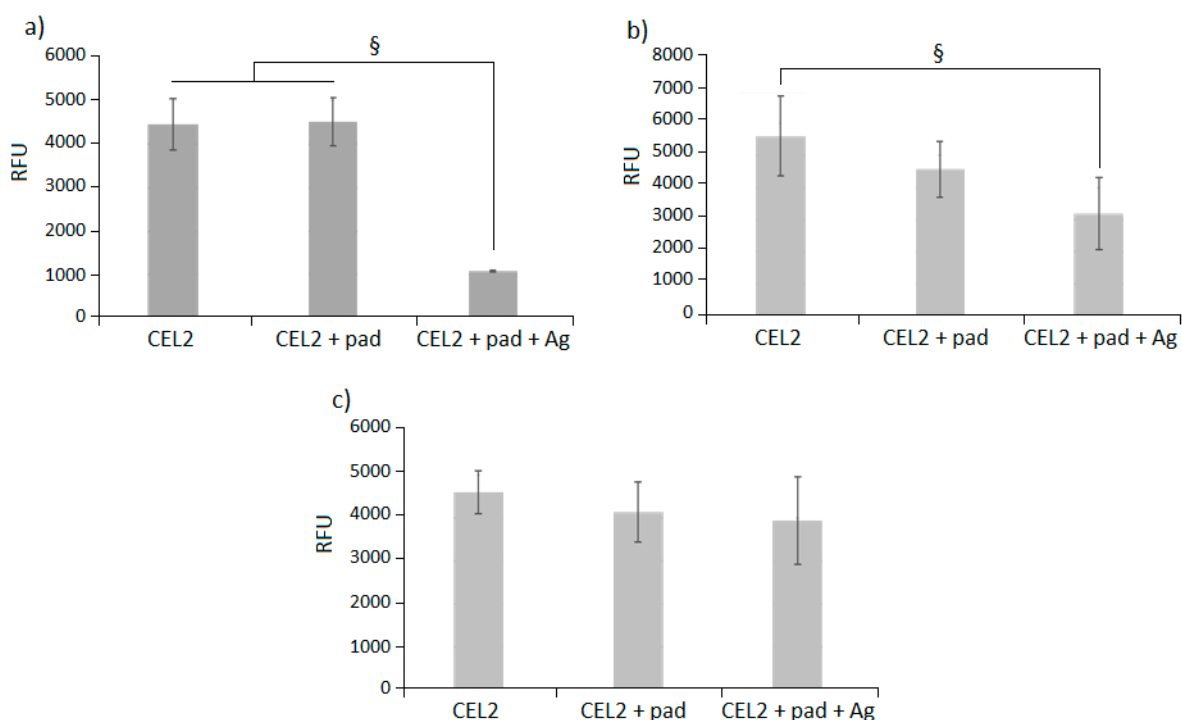 a)
§
6000
5000
4000
3000
2000
1000
0
RFU
CEL2
CEL2 + pad
CEL2 + pad + Ag
b)
§
8000
7000
6000
5000
4000
3000
2000
1000
0
RFU
CEL2
CEL2 + pad
CEL2 + pad + Ag
c)
6000
5000
4000
3000
2000
1000
0
RFU
CEL2
CEL2 + pad
CEL2 + pad + Ag